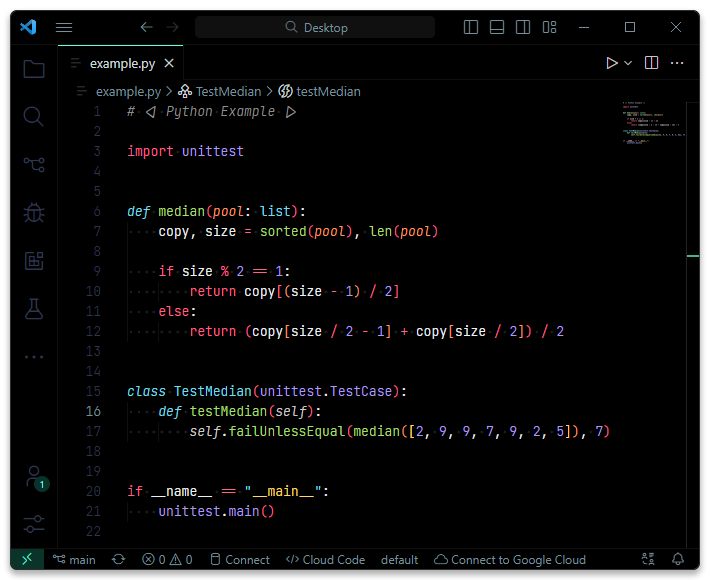 Desktop
example.py
example.py > TestMedian > testMedian
1 # ◁ Python Example ▷
2
3 import unittest
4
5
6 def median(pool: list):
7 copy, size = sorted(pool), len(pool)
8
9 if size % 2 == 1:
10 return copy[(size - 1) / 2]
11 else:
12 return (copy[size / 2 - 1] + copy[size / 2]) / 2
13
14
15 class TestMedian(unittest.TestCase):
16 def testMedian(self):
17 self.failUnlessEqual(median([2, 9, 9, 7, 9, 2, 5]), 7)
18
19
20 if __name__ == "__main__":
21 unittest.main()
22
1
main 0 0 Connect </> Cloud Code default Connect to Google Cloud